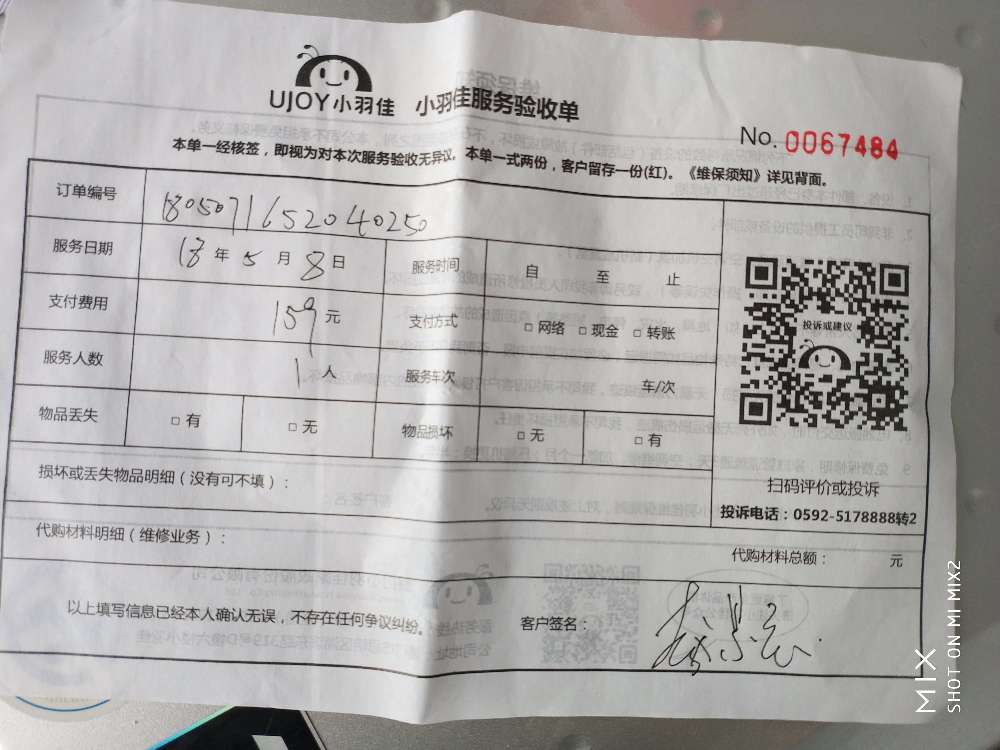 UJOY小羽佳 小羽佳服务验收单
No. 0067484
本单一经核签，即视为对本次服务验收无异议。本单一式两份，客户留存一份(红)。《维保须知》详见背面。
订单编号 1805071652040250
服务日期 18年5月8日 服务时间 自 至 止
支付费用 159元 支付方式 □网络 □现金 □转账
服务人数 1人 服务车次 车/次
物品丢失 □有 □无 物品损坏 □无 □有
投诉或建议
扫码评价或投诉
投诉电话：0592-5178888转2
损坏或丢失物品明细（没有可不填）：
代购材料明细（维修业务）：
代购材料总额： 元
以上填写信息已经本人确认无误，不存在任何争议纠纷。
客户签名：
MIX
SHOT ON MI MIX2